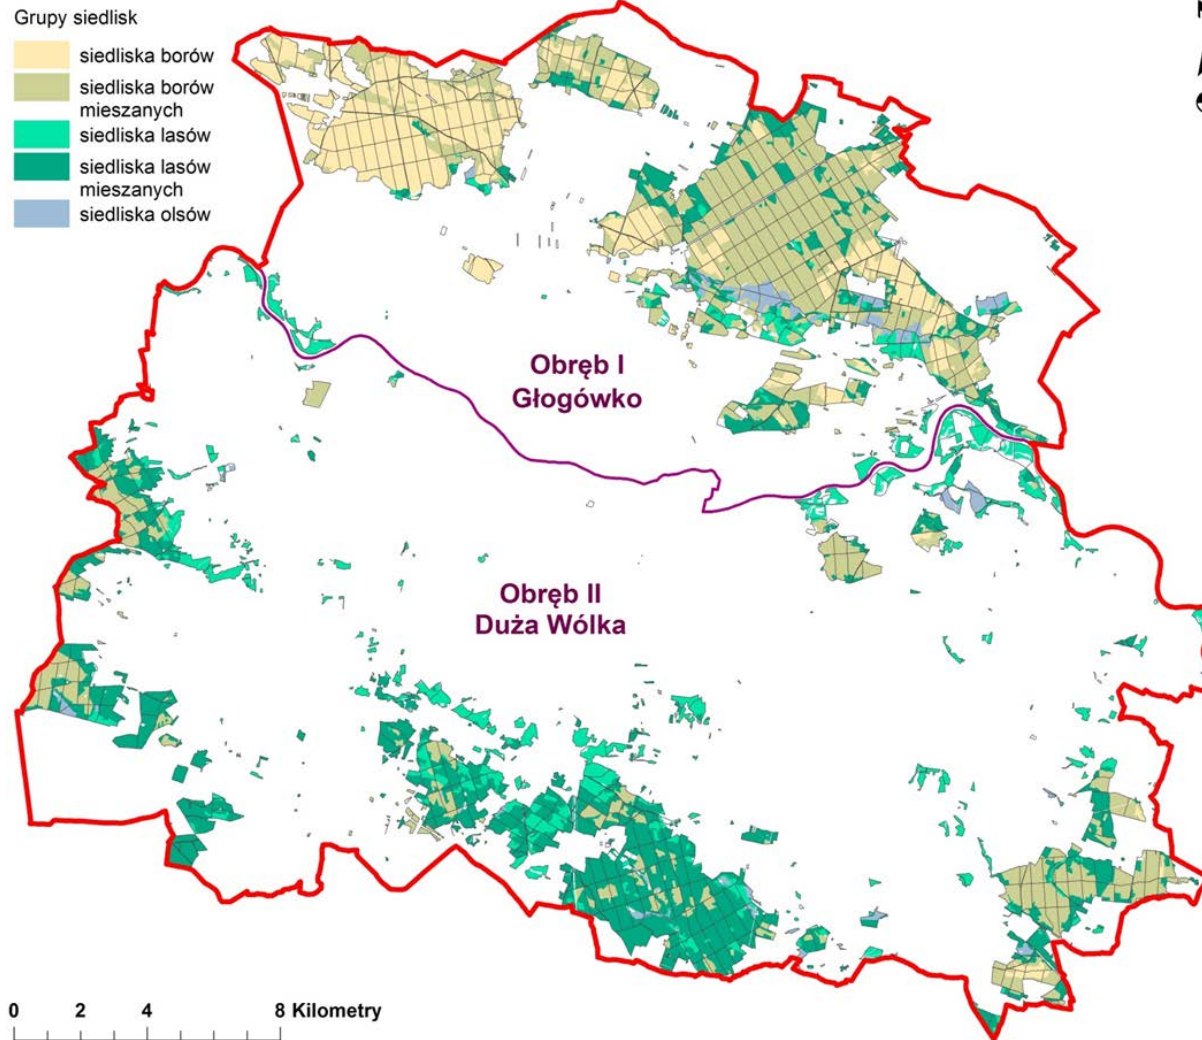 Grupy siedlisk
siedliska borów
siedliska borów
mieszanych
siedliska lasów
siedliska lasów
mieszanych
siedliska olsów
Obręb I
Głogówko
Obręb II
Duża Wólka
0 2 4 8 Kilometry